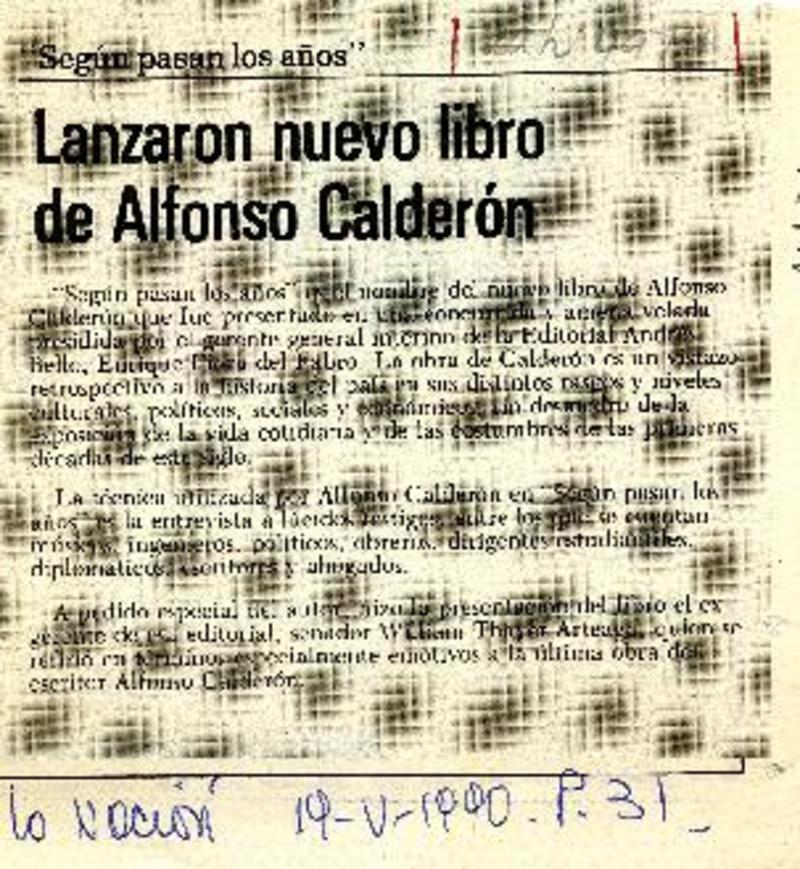 "Según pasan los años"
Lanzaron nuevo libro
de Alfonso Calderón
"Según pasan los años" es el nombre del nuevo libro de Alfonso
Calderón que fue presentado en una concurrida y amena velada
presidida por el gerente general interino de la Editorial Andrés
Bello, Enrique del Fabro. La obra de Calderón es un vistazo
retrospectivo a la historia del país en sus distintos rasgos y niveles
culturales, políticos, sociales y económicos, sin desmedro de la
exposición de la vida cotidiana y de las costumbres de las primeras
décadas de este siglo.
La técnica utilizada por Alfonso Calderón en "Según pasan los
años" es la entrevista a lúcidos testigos, entre los que se cuentan
músicos, ingenieros, políticos, obreros, dirigentes estudiantiles,
diplomáticos, escritores y abogados.
A pedido especial del autor, hizo la presentación del libro el ex
gerente de esa editorial, senador William Thayer Arteaga, quien se
refirió en términos especialmente emotivos a la última obra del
escritor Alfonso Calderón.
La Nación 19-V-1990. P. 31_